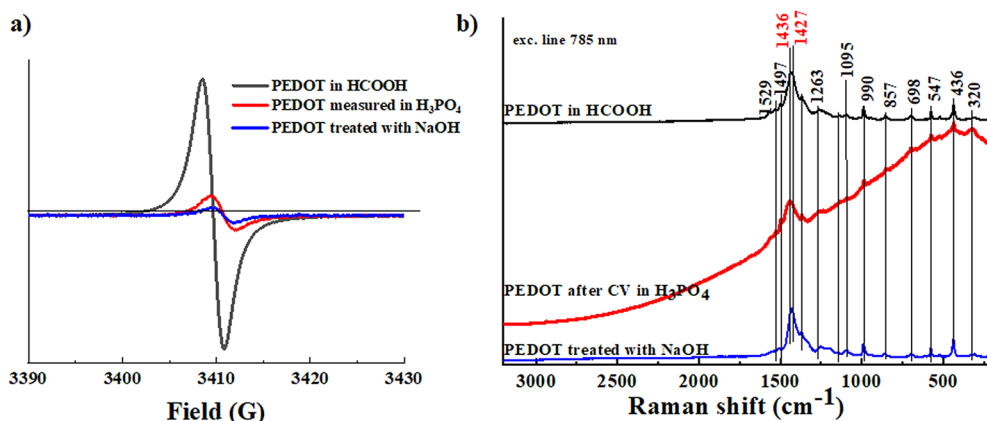 a)
PEDOT in HCOOH
PEDOT measured in H₃PO₄
PEDOT treated with NaOH
3390 3400 3410 3420 3430
Field (G)
b)
exc. line 785 nm
1529
1497
1436
1427
1263
1095
990
857
698
547
436
320
PEDOT in HCOOH
PEDOT after CV in H₃PO₄
PEDOT treated with NaOH
3000 2500 2000 1500 1000 500
Raman shift (cm⁻¹)